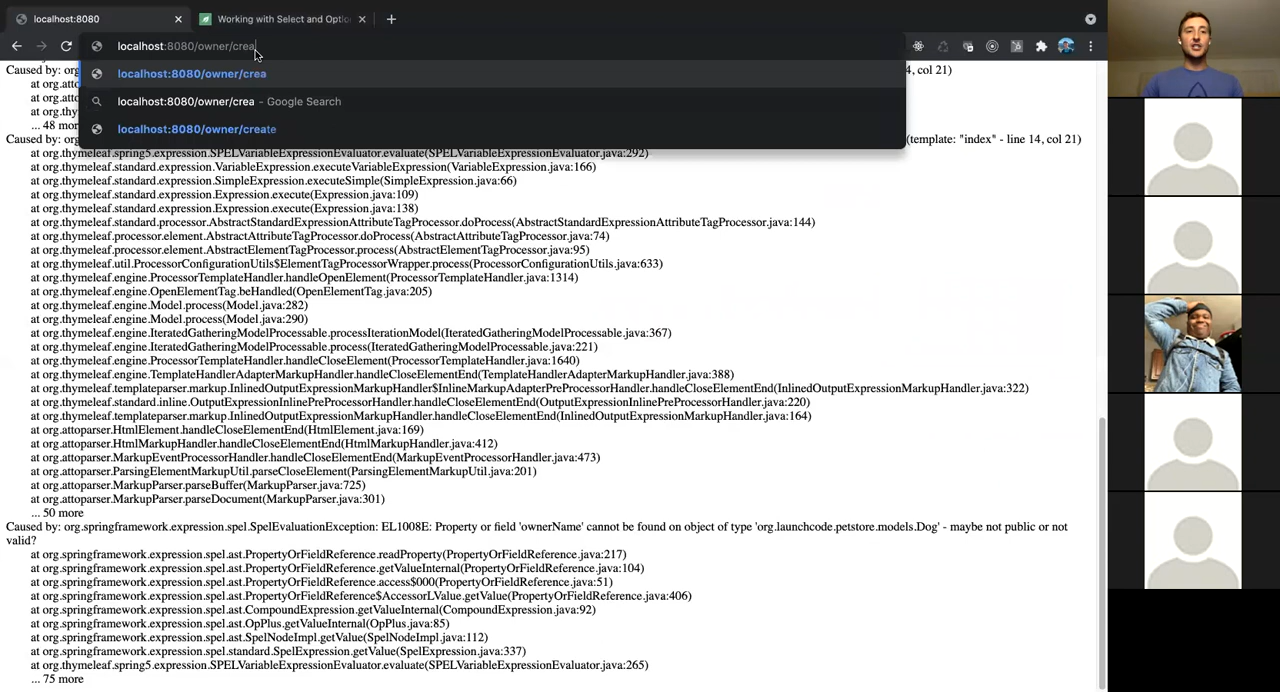 localhost:8080
Working with Select and Optio
localhost:8080/owner/crea
localhost:8080/owner/crea
localhost:8080/owner/crea - Google Search
localhost:8080/owner/create
Caused by: org
4, col 21)
at org.atto
at org.atto
at org.thy
... 48 more
Caused by: org
(template: "index" - line 14, col 21)
at org.thymeleaf.spring5.expression.SPELVariableExpressionEvaluator.evaluate(SPELVariableExpressionEvaluator.java:292)
at org.thymeleaf.standard.expression.VariableExpression.executeVariableExpression(VariableExpression.java:166)
at org.thymeleaf.standard.expression.SimpleExpression.executeSimple(SimpleExpression.java:66)
at org.thymeleaf.standard.expression.Expression.execute(Expression.java:109)
at org.thymeleaf.standard.expression.Expression.execute(Expression.java:138)
at org.thymeleaf.standard.processor.AbstractStandardExpressionAttributeTagProcessor.doProcess(AbstractStandardExpressionAttributeTagProcessor.java:144)
at org.thymeleaf.processor.element.AbstractAttributeTagProcessor.doProcess(AbstractAttributeTagProcessor.java:74)
at org.thymeleaf.processor.element.AbstractElementTagProcessor.process(AbstractElementTagProcessor.java:95)
at org.thymeleaf.util.ProcessorConfigurationUtils$ElementTagProcessorWrapper.process(ProcessorConfigurationUtils.java:633)
at org.thymeleaf.engine.ProcessorTemplateHandler.handleOpenElement(ProcessorTemplateHandler.java:1314)
at org.thymeleaf.engine.OpenElementTag.beHandled(OpenElementTag.java:205)
at org.thymeleaf.engine.Model.process(Model.java:282)
at org.thymeleaf.engine.Model.process(Model.java:290)
at org.thymeleaf.engine.IteratedGatheringModelProcessable.processIterationModel(IteratedGatheringModelProcessable.java:367)
at org.thymeleaf.engine.IteratedGatheringModelProcessable.process(IteratedGatheringModelProcessable.java:221)
at org.thymeleaf.engine.ProcessorTemplateHandler.handleCloseElement(ProcessorTemplateHandler.java:1640)
at org.thymeleaf.engine.TemplateHandlerAdapterMarkupHandler.handleCloseElementEnd(TemplateHandlerAdapterMarkupHandler.java:388)
at org.thymeleaf.templateparser.markup.InlinedOutputExpressionMarkupHandler$InlineMarkupAdapterPreProcessorHandler.handleCloseElementEnd(InlinedOutputExpressionMarkupHandler.java:322)
at org.thymeleaf.standard.inline.OutputExpressionInlinePreProcessorHandler.handleCloseElementEnd(OutputExpressionInlinePreProcessorHandler.java:220)
at org.thymeleaf.templateparser.markup.InlinedOutputExpressionMarkupHandler.handleCloseElementEnd(InlinedOutputExpressionMarkupHandler.java:164)
at org.attoparser.HtmlElement.handleCloseElementEnd(HtmlElement.java:169)
at org.attoparser.HtmlMarkupHandler.handleCloseElementEnd(HtmlMarkupHandler.java:412)
at org.attoparser.MarkupEventProcessorHandler.handleCloseElementEnd(MarkupEventProcessorHandler.java:473)
at org.attoparser.ParsingElementMarkupUtil.parseCloseElement(ParsingElementMarkupUtil.java:201)
at org.attoparser.MarkupParser.parseBuffer(MarkupParser.java:725)
at org.attoparser.MarkupParser.parseDocument(MarkupParser.java:301)
... 50 more
Caused by: org.springframework.expression.spel.SpelEvaluationException: EL1008E: Property or field 'ownerName' cannot be found on object of type 'org.launchcode.petstore.models.Dog' - maybe not public or not
valid?
at org.springframework.expression.spel.ast.PropertyOrFieldReference.readProperty(PropertyOrFieldReference.java:217)
at org.springframework.expression.spel.ast.PropertyOrFieldReference.getValueInternal(PropertyOrFieldReference.java:104)
at org.springframework.expression.spel.ast.PropertyOrFieldReference.access$000(PropertyOrFieldReference.java:51)
at org.springframework.expression.spel.ast.PropertyOrFieldReference$AccessorLValue.getValue(PropertyOrFieldReference.java:406)
at org.springframework.expression.spel.ast.CompoundExpression.getValueInternal(CompoundExpression.java:92)
at org.springframework.expression.spel.ast.OpPlus.getValueInternal(OpPlus.java:85)
at org.springframework.expression.spel.ast.SpelNodeImpl.getValue(SpelNodeImpl.java:112)
at org.springframework.expression.spel.standard.SpelExpression.getValue(SpelExpression.java:337)
at org.thymeleaf.spring5.expression.SPELVariableExpressionEvaluator.evaluate(SPELVariableExpressionEvaluator.java:265)
... 75 more